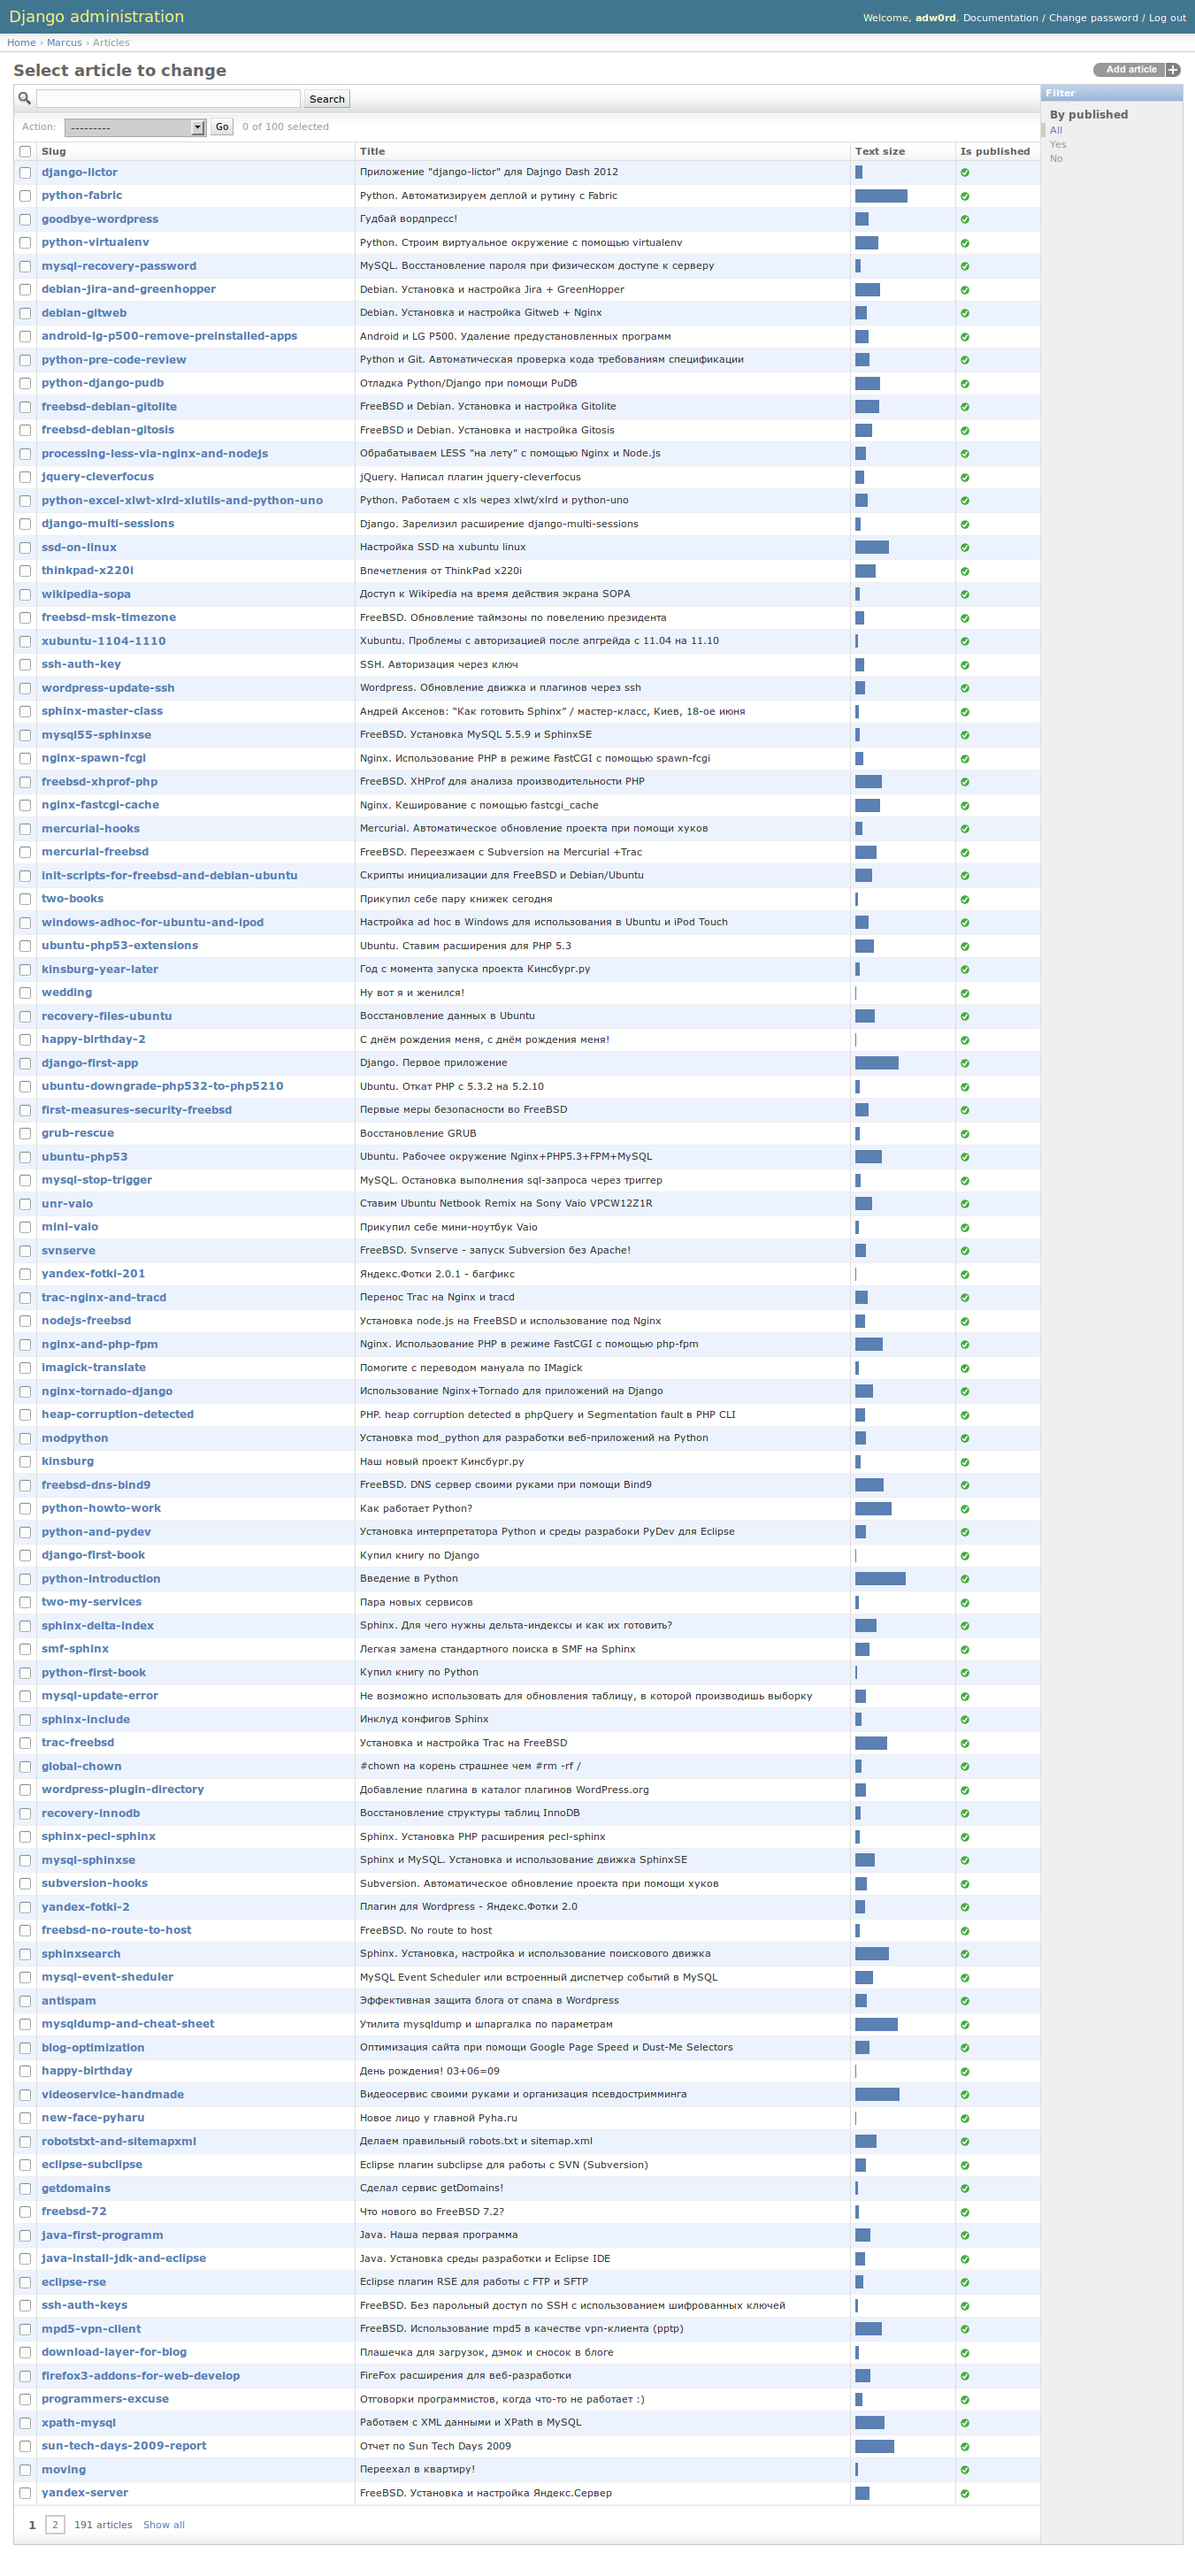 Django administration
Welcome, adw0rd. Documentation / Change password / Log out
Home › Marcus › Articles
Select article to change
Add article
Search
Filter
Action: --------- Go 0 of 100 selected
By published
All
Yes
No
Slug Title Text size Is published
django-lictor Приложение "django-lictor" для Dajngo Dash 2012
python-fabric Python. Автоматизируем деплой и рутину с Fabric
goodbye-wordpress Гудбай вордпресс!
python-virtualenv Python. Строим виртуальное окружение с помощью virtualenv
mysql-recovery-password MySQL. Восстановление пароля при физическом доступе к серверу
debian-jira-and-greenhopper Debian. Установка и настройка Jira + GreenHopper
debian-gitweb Debian. Установка и настройка Gitweb + Nginx
android-lg-p500-remove-preinstalled-apps Android и LG P500. Удаление предустановленных программ
python-pre-code-review Python и Git. Автоматическая проверка кода требованиям спецификации
python-django-pudb Отладка Python/Django при помощи PuDB
freebsd-debian-gitolite FreeBSD и Debian. Установка и настройка Gitolite
freebsd-debian-gitosis FreeBSD и Debian. Установка и настройка Gitosis
processing-less-via-nginx-and-nodejs Обрабатываем LESS "на лету" с помощью Nginx и Node.js
jquery-cleverfocus jQuery. Написал плагин jquery-cleverfocus
python-excel-xlwt-xlrd-xlutils-and-python-uno Python. Работаем с xls через xlwt/xlrd и python-uno
django-multi-sessions Django. Зарелизил расширение django-multi-sessions
ssd-on-linux Настройка SSD на xubuntu linux
thinkpad-x220i Впечетления от ThinkPad x220i
wikipedia-sopa Доступ к Wikipedia на время действия экрана SOPA
freebsd-msk-timezone FreeBSD. Обновление таймзоны по повелению президента
xubuntu-1104-1110 Xubuntu. Проблемы с авторизацией после апгрейда с 11.04 на 11.10
ssh-auth-key SSH. Авторизация через ключ
wordpress-update-ssh Wordpress. Обновление движка и плагинов через ssh
sphinx-master-class Андрей Аксенов: “Как готовить Sphinx” / мастер-класс, Киев, 18-ое июня
mysql55-sphinxse FreeBSD. Установка MySQL 5.5.9 и SphinxSE
nginx-spawn-fcgi Nginx. Использование PHP в режиме FastCGI с помощью spawn-fcgi
freebsd-xhprof-php FreeBSD. XHProf для анализа производительности PHP
nginx-fastcgi-cache Nginx. Кеширование с помощью fastcgi_cache
mercurial-hooks Mercurial. Автоматическое обновление проекта при помощи хуков
mercurial-freebsd FreeBSD. Переезжаем с Subversion на Mercurial +Trac
init-scripts-for-freebsd-and-debian-ubuntu Скрипты инициализации для FreeBSD и Debian/Ubuntu
two-books Прикупил себе пару книжек сегодня
windows-adhoc-for-ubuntu-and-ipod Настройка ad hoc в Windows для использования в Ubuntu и iPod Touch
ubuntu-php53-extensions Ubuntu. Ставим расширения для PHP 5.3
kinsburg-year-later Год с момента запуска проекта Кинсбург.ру
wedding Ну вот я и женился!
recovery-files-ubuntu Восстановление данных в Ubuntu
happy-birthday-2 С днём рождения меня, с днём рождения меня!
django-first-app Django. Первое приложение
ubuntu-downgrade-php532-to-php5210 Ubuntu. Откат PHP с 5.3.2 на 5.2.10
first-measures-security-freebsd Первые меры безопасности во FreeBSD
grub-rescue Восстановление GRUB
ubuntu-php53 Ubuntu. Рабочее окружение Nginx+PHP5.3+FPM+MySQL
mysql-stop-trigger MySQL. Остановка выполнения sql-запроса через триггер
unr-vaio Ставим Ubuntu Netbook Remix на Sony Vaio VPCW12Z1R
mini-vaio Прикупил себе мини-ноутбук Vaio
svnserve FreeBSD. Svnserve - запуск Subversion без Apache!
yandex-fotki-201 Яндекс.Фотки 2.0.1 - багфикс
trac-nginx-and-tracd Перенос Trac на Nginx и tracd
nodejs-freebsd Установка node.js на FreeBSD и использование под Nginx
nginx-and-php-fpm Nginx. Использование PHP в режиме FastCGI с помощью php-fpm
imagick-translate Помогите с переводом мануала по IMagick
nginx-tornado-django Использование Nginx+Tornado для приложений на Django
heap-corruption-detected PHP. heap corruption detected в phpQuery и Segmentation fault в PHP CLI
modpython Установка mod_python для разработки веб-приложений на Python
kinsburg Наш новый проект Кинсбург.ру
freebsd-dns-bind9 FreeBSD. DNS сервер своими руками при помощи Bind9
python-howto-work Как работает Python?
python-and-pydev Установка интерпретатора Python и среды разрабоки PyDev для Eclipse
django-first-book Купил книгу по Django
python-introduction Введение в Python
two-my-services Пара новых сервисов
sphinx-delta-index Sphinx. Для чего нужны дельта-индексы и как их готовить?
smf-sphinx Легкая замена стандартного поиска в SMF на Sphinx
python-first-book Купил книгу по Python
mysql-update-error Не возможно использовать для обновления таблицу, в которой производишь выборку
sphinx-include Инклуд конфигов Sphinx
trac-freebsd Установка и настройка Trac на FreeBSD
global-chown #chown на корень страшнее чем #rm -rf /
wordpress-plugin-directory Добавление плагина в каталог плагинов WordPress.org
recovery-innodb Восстановление структуры таблиц InnoDB
sphinx-pecl-sphinx Sphinx. Установка PHP расширения pecl-sphinx
mysql-sphinxse Sphinx и MySQL. Установка и использование движка SphinxSE
subversion-hooks Subversion. Автоматическое обновление проекта при помощи хуков
yandex-fotki-2 Плагин для Wordpress - Яндекс.Фотки 2.0
freebsd-no-route-to-host FreeBSD. No route to host
sphinxsearch Sphinx. Установка, настройка и использование поискового движка
mysql-event-sheduler MySQL Event Scheduler или встроенный диспетчер событий в MySQL
antispam Эффективная защита блога от спама в Wordpress
mysqldump-and-cheat-sheet Утилита mysqldump и шпаргалка по параметрам
blog-optimization Оптимизация сайта при помощи Google Page Speed и Dust-Me Selectors
happy-birthday День рождения! 03+06=09
videoservice-handmade Видеосервис своими руками и организация псевдостримминга
new-face-pyharu Новое лицо у главной Pyha.ru
robotstxt-and-sitemapxml Делаем правильный robots.txt и sitemap.xml
eclipse-subclipse Eclipse плагин subclipse для работы с SVN (Subversion)
getdomains Сделал сервис getDomains!
freebsd-72 Что нового во FreeBSD 7.2?
java-first-programm Java. Наша первая программа
java-install-jdk-and-eclipse Java. Установка среды разработки и Eclipse IDE
eclipse-rse Eclipse плагин RSE для работы с FTP и SFTP
ssh-auth-keys FreeBSD. Без парольный доступ по SSH с использованием шифрованных ключей
mpd5-vpn-client FreeBSD. Использование mpd5 в качестве vpn-клиента (pptp)
download-layer-for-blog Плашечка для загрузок, дэмок и сносок в блоге
firefox3-addons-for-web-develop FireFox расширения для веб-разработки
programmers-excuse Отговорки программистов, когда что-то не работает :)
xpath-mysql Работаем с XML данными и XPath в MySQL
sun-tech-days-2009-report Отчет по Sun Tech Days 2009
moving Переехал в квартиру!
yandex-server FreeBSD. Установка и настройка Яндекс.Сервер
1 2 191 articles Show all